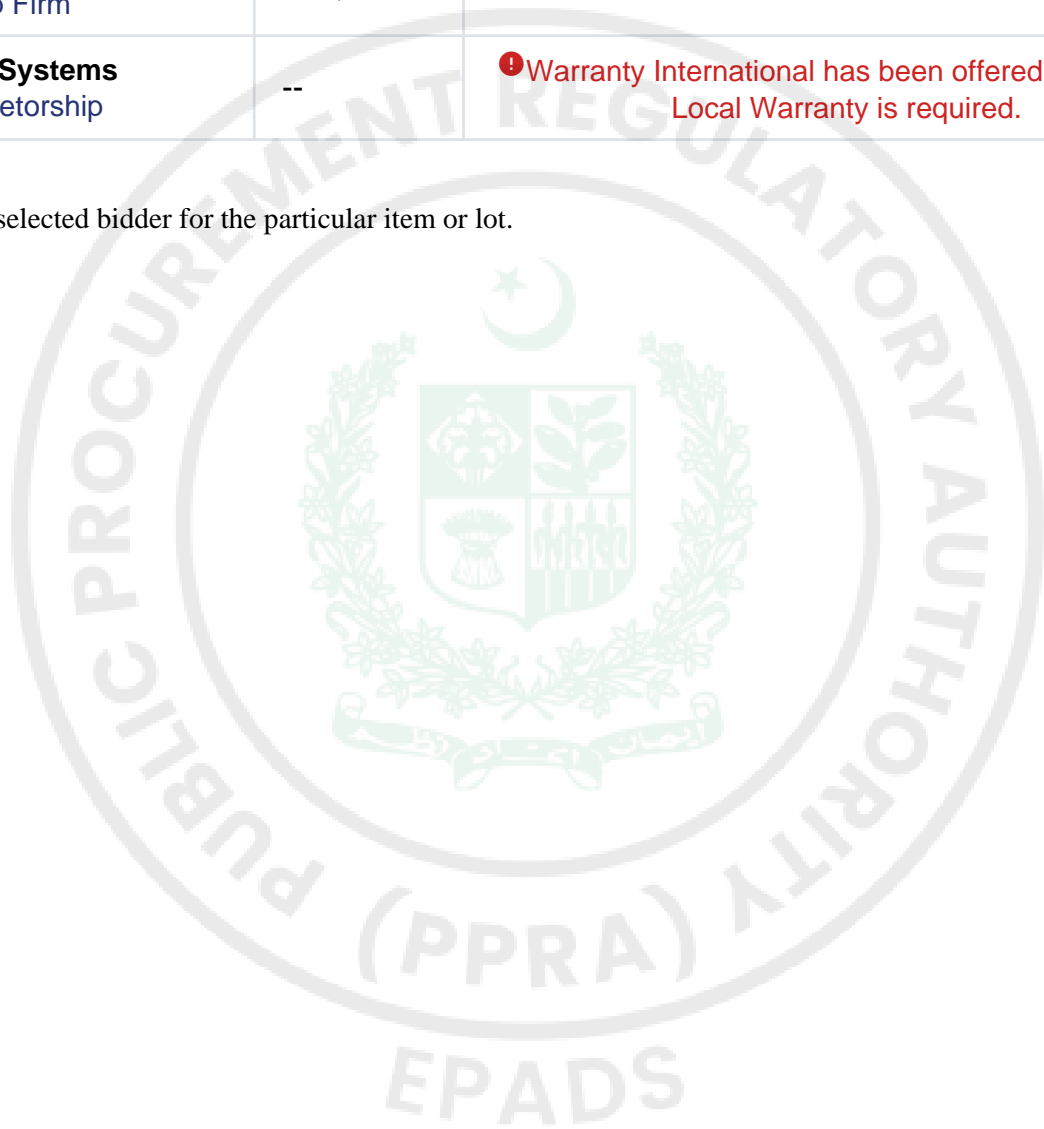 Firm
Systems
etorship
--
Warranty International has been offered
Local Warranty is required.
selected bidder for the particular item or lot.
PUBLIC PROCUREMENT REGULATORY AUTHORITY
(PPRA)
EPADS